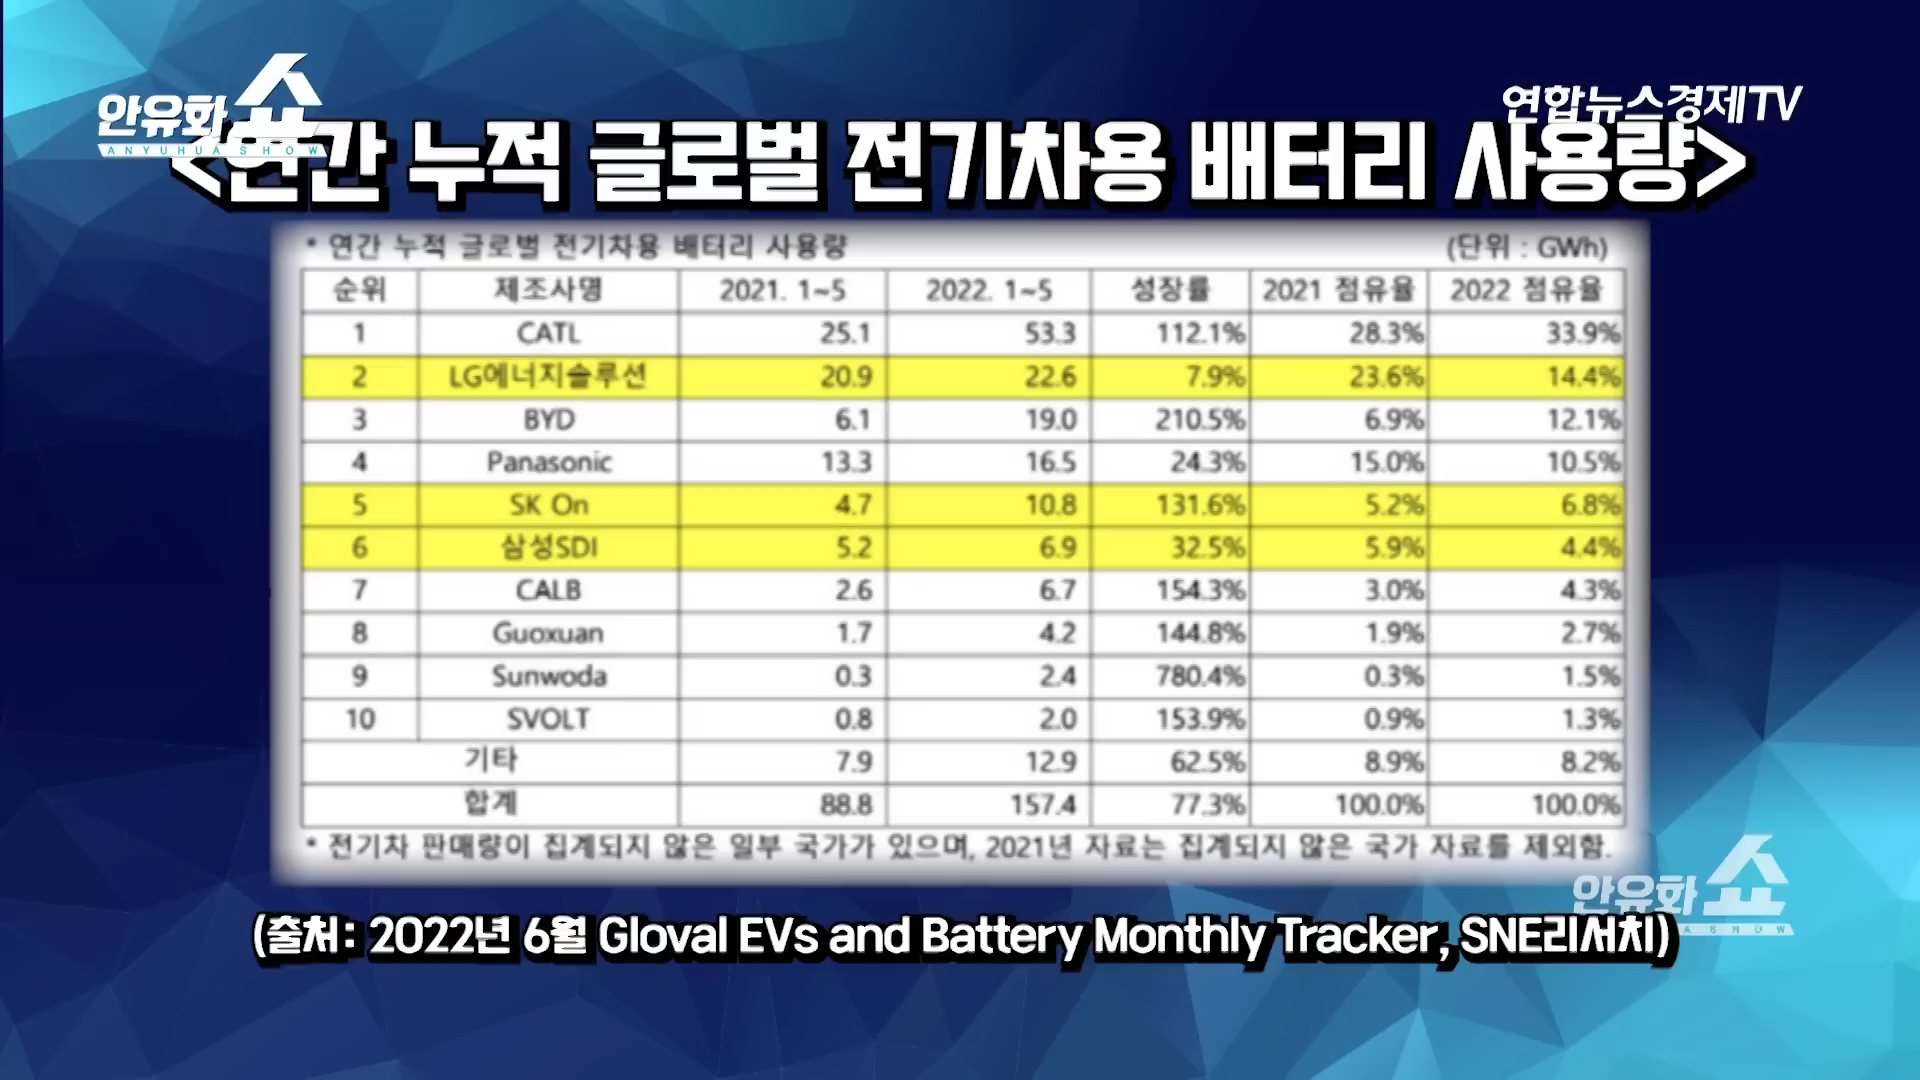 안유화 쇼
ANYUHUA SHOW
연합뉴스경제TV
<연간 누적 글로벌 전기차용 배터리 사용량>
* 연간 누적 글로벌 전기차용 배터리 사용량 (단위 : GWh)
순위 제조사명 2021. 1~5 2022. 1~5 성장률 2021 점유율 2022 점유율
1 CATL 25.1 53.3 112.1% 28.3% 33.9%
2 LG에너지솔루션 20.9 22.6 7.9% 23.6% 14.4%
3 BYD 6.1 19.0 210.5% 6.9% 12.1%
4 Panasonic 13.3 16.5 24.3% 15.0% 10.5%
5 SK On 4.7 10.8 131.6% 5.2% 6.8%
6 삼성SDI 5.2 6.9 32.5% 5.9% 4.4%
7 CALB 2.6 6.7 154.3% 3.0% 4.3%
8 Guoxuan 1.7 4.2 144.8% 1.9% 2.7%
9 Sunwoda 0.3 2.4 780.4% 0.3% 1.5%
10 SVOLT 0.8 2.0 153.9% 0.9% 1.3%
기타 7.9 12.9 62.5% 8.9% 8.2%
합계 88.8 157.4 77.3% 100.0% 100.0%
* 전기차 판매량이 집계되지 않은 일부 국가가 있으며, 2021년 자료는 집계되지 않은 국가 자료를 제외함.
안유화 쇼
(출처: 2022년 6월 Gloval EVs and Battery Monthly Tracker, SNE리서치)